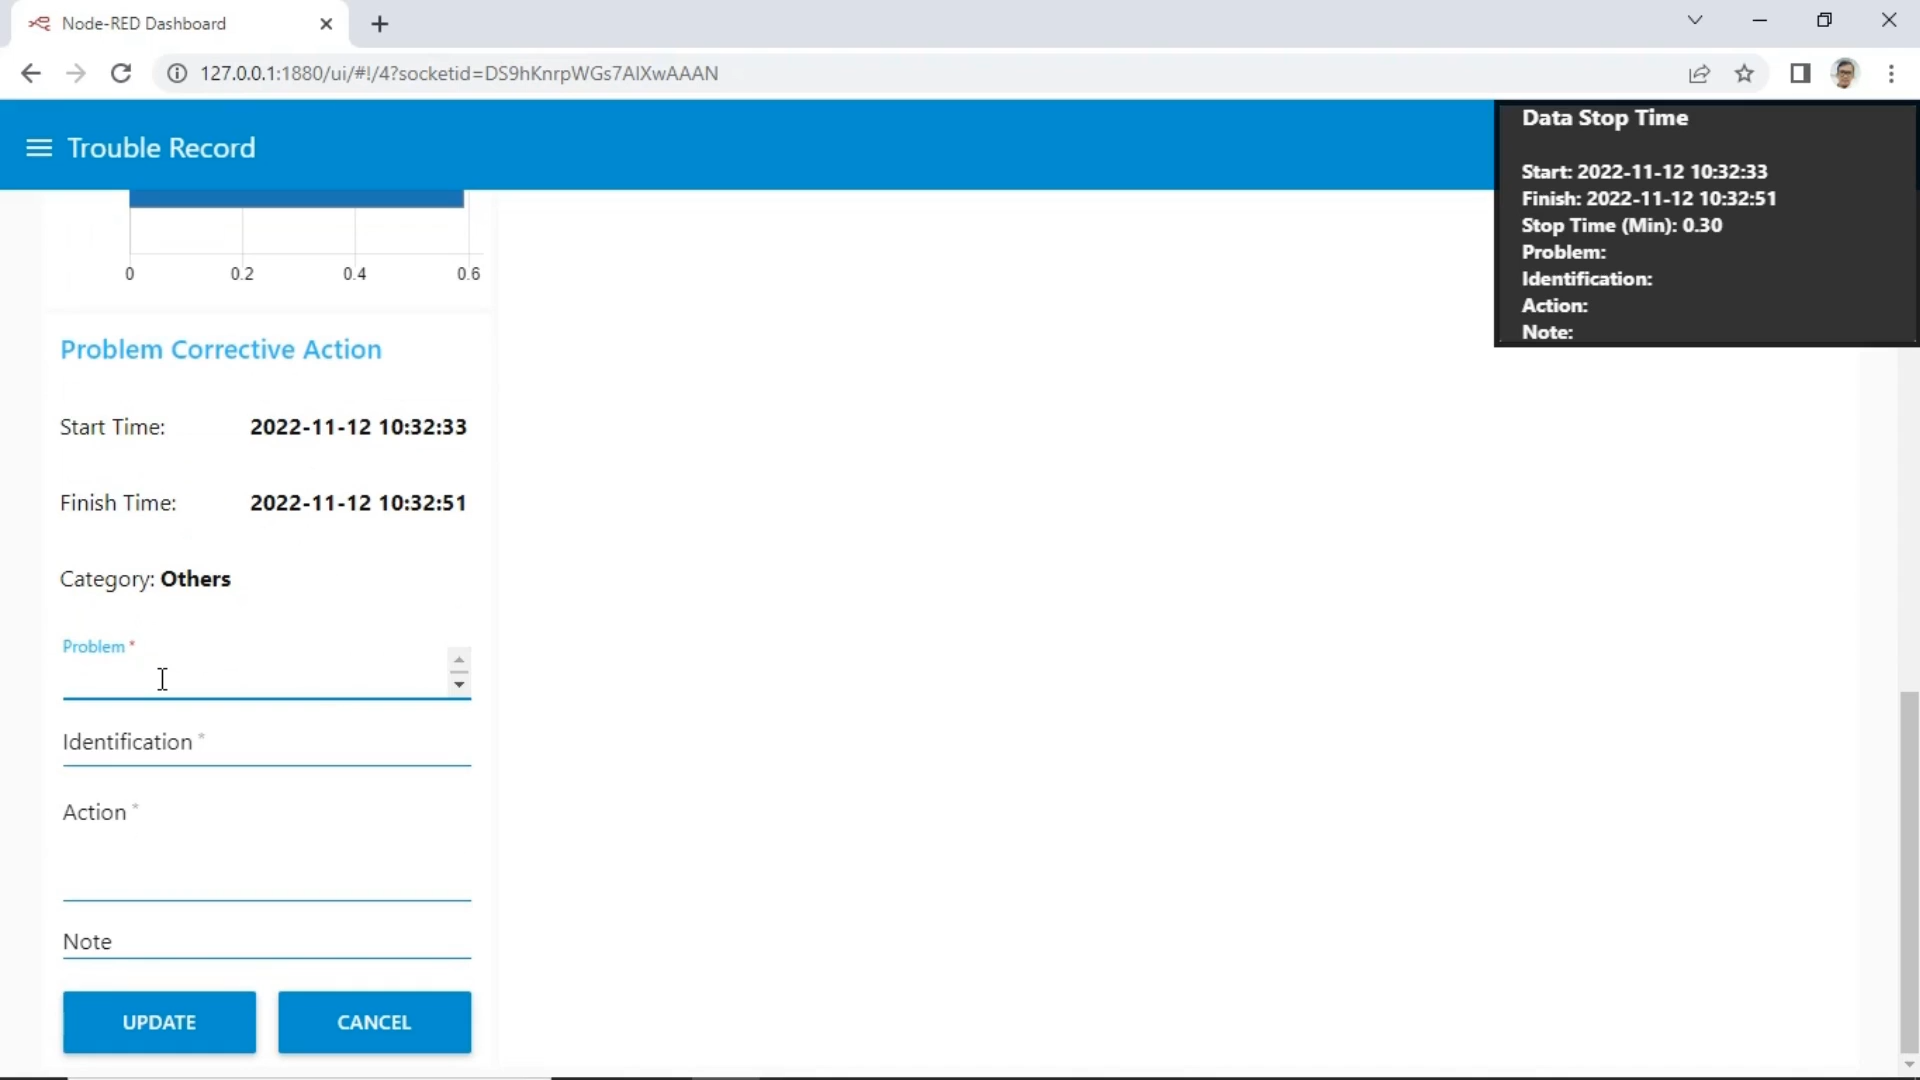 Node-RED Dashboard
127.0.0.1:1880/ui/#!/4?socketid=DS9hKnrpWGs7AlXwAAAN
Trouble Record
Data Stop Time
Start: 2022-11-12 10:32:33
Finish: 2022-11-12 10:32:51
Stop Time (Min): 0.30
Problem:
Identification:
Action:
Note:
0 0.2 0.4 0.6
Problem Corrective Action
Start Time: 2022-11-12 10:32:33
Finish Time: 2022-11-12 10:32:51
Category: Others
Problem *
Identification *
Action *
Note
UPDATE CANCEL